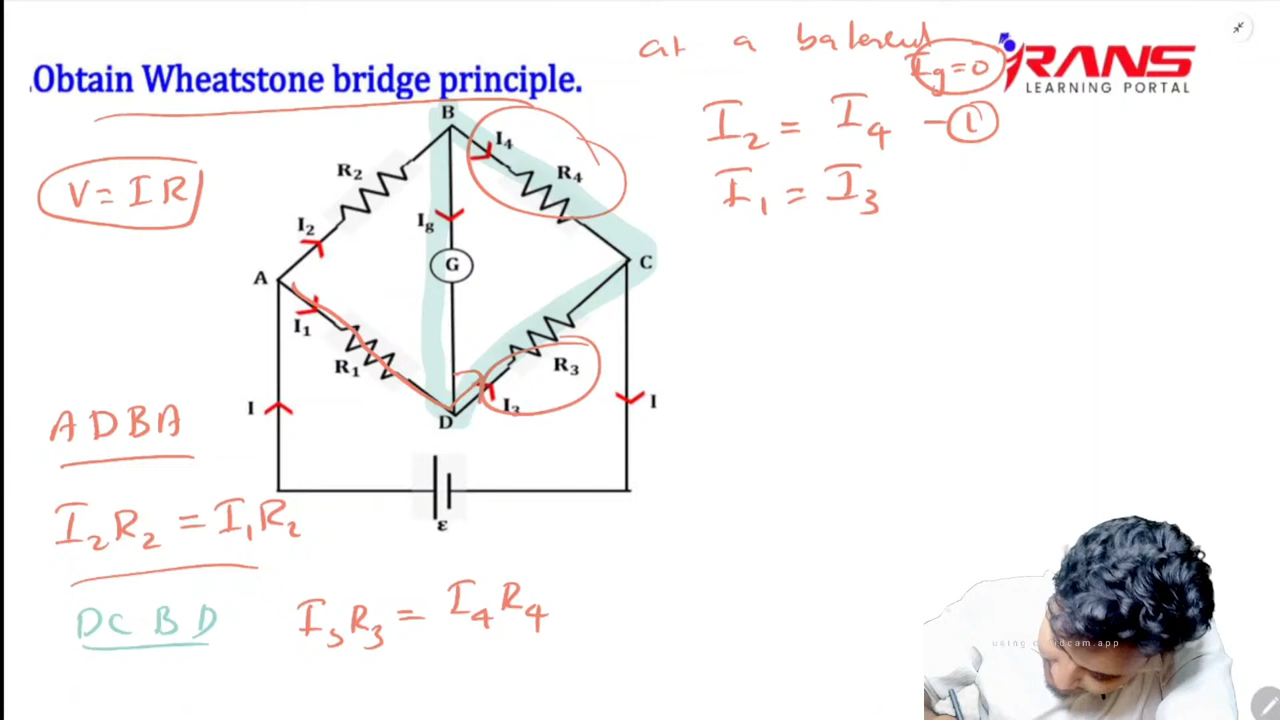 at a
Ig=0
RANS
LEARNING PORTAL
.Obtain Wheatstone bridge principle.
I2 = I4 -①
I1 = I3
V = IR
B
I4
R4
R2
Ig
I2
G
C
A
I1
R1
R3
I3
D
I
I
ε
ADBA
I2R2 = I1R2
DCBD
I3R3 = I4R4